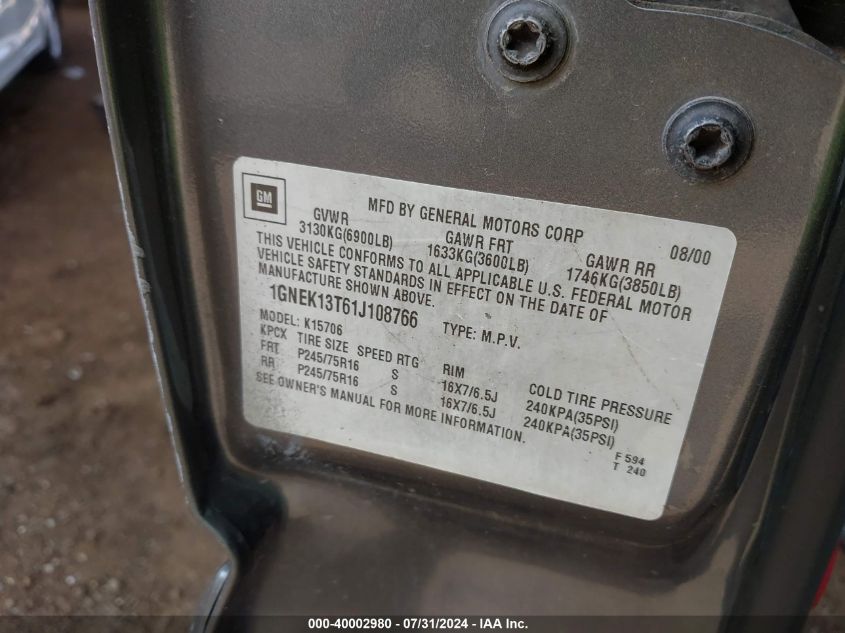 GM
MFD BY GENERAL MOTORS CORP 08/00
GVWR GAWR FRT GAWR RR
3130KG(6900LB) 1633KG(3600LB) 1746KG(3850LB)
THIS VEHICLE CONFORMS TO ALL APPLICABLE U.S. FEDERAL MOTOR
VEHICLE SAFETY STANDARDS IN EFFECT ON THE DATE OF
MANUFACTURE SHOWN ABOVE.
1GNEK13T61J108766 TYPE: M.P.V.
MODEL: K15706
KPCX TIRE SIZE SPEED RTG RIM COLD TIRE PRESSURE
FRT P245/75R16 S 16X7/6.5J 240KPA(35PSI)
RR P245/75R16 S 16X7/6.5J 240KPA(35PSI)
SEE OWNER'S MANUAL FOR MORE INFORMATION.
F 594
T 240
000-40002980 / 07/31/2024 - IAA Inc.